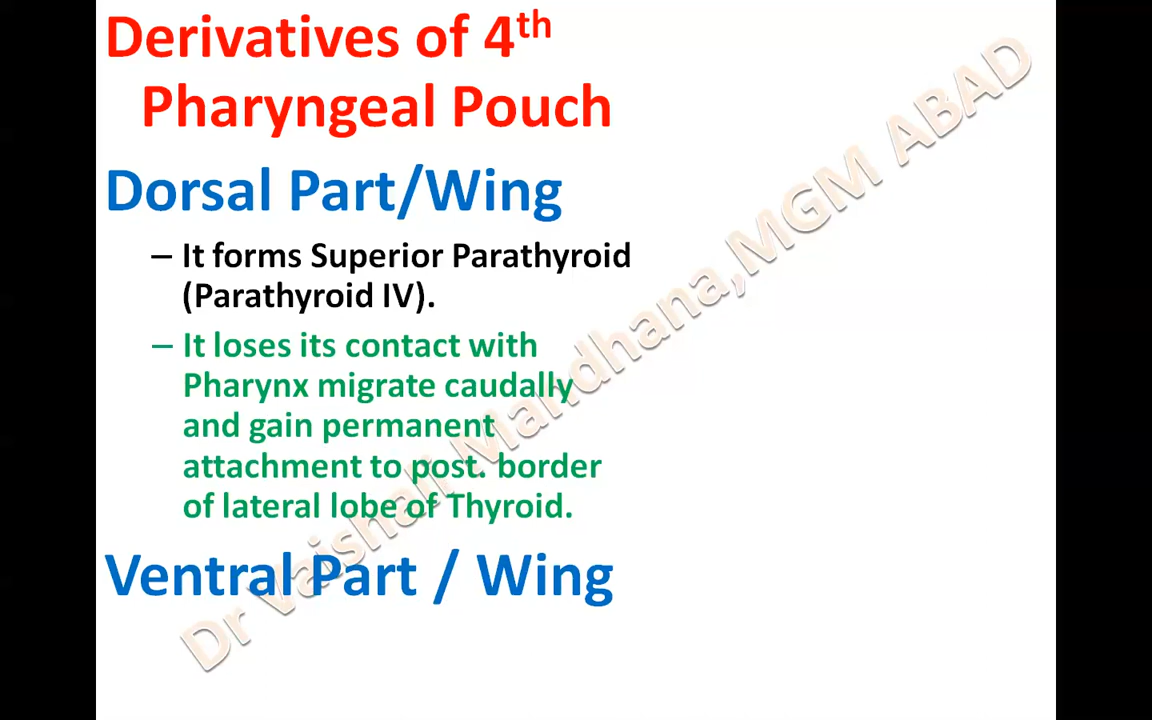 Derivatives of 4th
Pharyngeal Pouch
Dorsal Part/Wing
– It forms Superior Parathyroid
(Parathyroid IV).
– It loses its contact with
Pharynx migrate caudally
and gain permanent
attachment to post. border
of lateral lobe of Thyroid.
Ventral Part / Wing
Dr Vaishali Mandhana,MGM ABAD